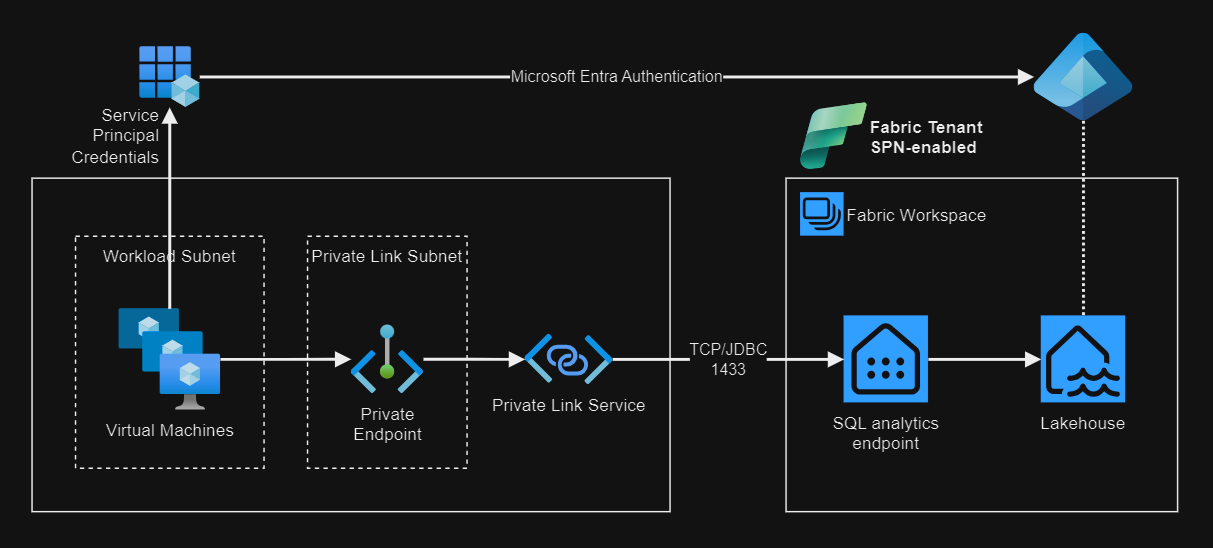 Microsoft Entra Authentication
Service
Principal
Credentials
Fabric Tenant
SPN-enabled
Fabric Workspace
Workload Subnet
Private Link Subnet
TCP/JDBC
1433
Virtual Machines
Private
Endpoint
Private Link Service
SQL analytics
endpoint
Lakehouse